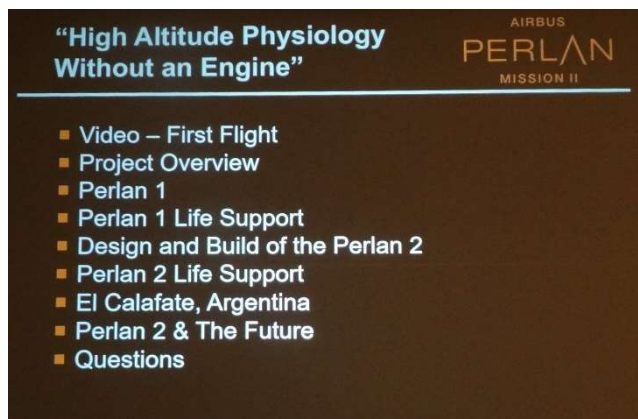 “High Altitude Physiology
Without an Engine”
AIRBUS
PERLAN
MISSION II
Video – First Flight
Project Overview
Perlan 1
Perlan 1 Life Support
Design and Build of the Perlan 2
Perlan 2 Life Support
El Calafate, Argentina
Perlan 2 & The Future
Questions